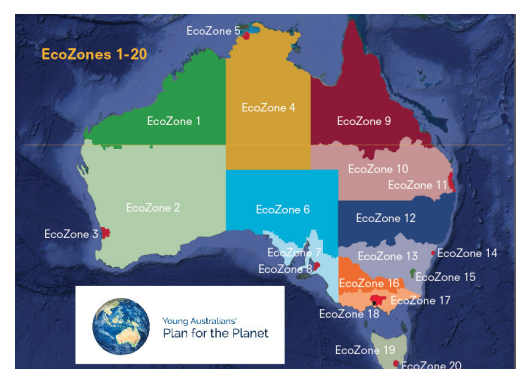 EcoZone 5
EcoZones 1-20
EcoZone 4
EcoZone 1
EcoZone 9
EcoZone 10
EcoZone 11
EcoZone 2
EcoZone 6
EcoZone 12
EcoZone 3
EcoZone 7
EcoZone 13
EcoZone 14
EcoZone 8
EcoZone 15
EcoZone 16
EcoZone 17
EcoZone 18
Young Australians'
Plan for the Planet
EcoZone 19
EcoZone 20